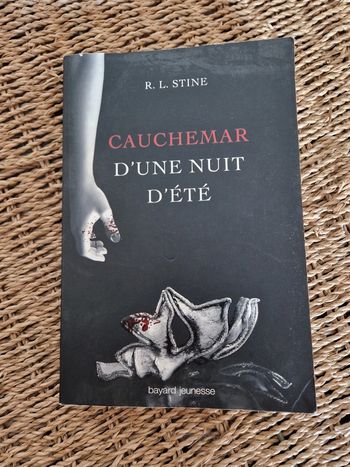 R. L. STINE
CAUCHEMAR
D'UNE NUIT
D'ÉTÉ
bayard jeunesse